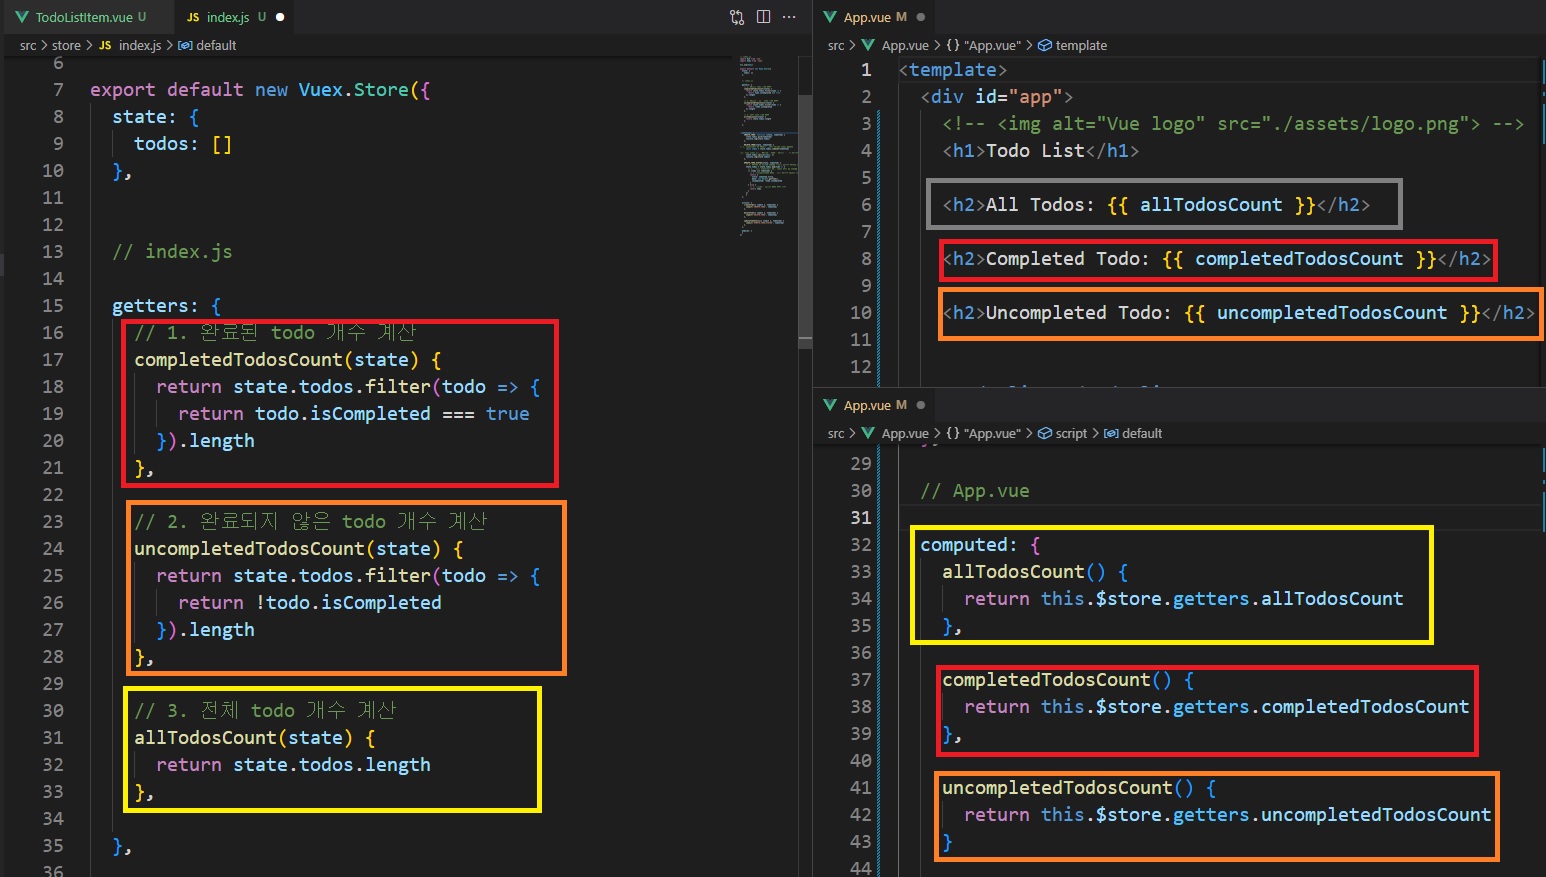 TodoListItem.vue U
JS index.js U
src > store > JS index.js > default
6
7 export default new Vuex.Store({
8 state: {
9 todos: []
10 },
11
12
13 // index.js
14
15 getters: {
16 // 1. 완료된 todo 개수 계산
17 completedTodosCount(state) {
18 return state.todos.filter(todo => {
19 return todo.isCompleted === true
20 }).length
21 },
22
23 // 2. 완료되지 않은 todo 개수 계산
24 uncompletedTodosCount(state) {
25 return state.todos.filter(todo => {
26 return !todo.isCompleted
27 }).length
28 },
29
30 // 3. 전체 todo 개수 계산
31 allTodosCount(state) {
32 return state.todos.length
33 },
34
35 },
36
App.vue M
src > App.vue > {} "App.vue" > template
1 <template>
2 <div id="app">
3 <!-- <img alt="Vue logo" src="./assets/logo.png"> -->
4 <h1>Todo List</h1>
5
6 <h2>All Todos: {{ allTodosCount }}</h2>
7
8 <h2>Completed Todo: {{ completedTodosCount }}</h2>
9
10 <h2>Uncompleted Todo: {{ uncompletedTodosCount }}</h2>
11
12
App.vue M
src > App.vue > {} "App.vue" > script > default
29
30 // App.vue
31
32 computed: {
33 allTodosCount() {
34 return this.$store.getters.allTodosCount
35 },
36
37 completedTodosCount() {
38 return this.$store.getters.completedTodosCount
39 },
40
41 uncompletedTodosCount() {
42 return this.$store.getters.uncompletedTodosCount
43 }
44